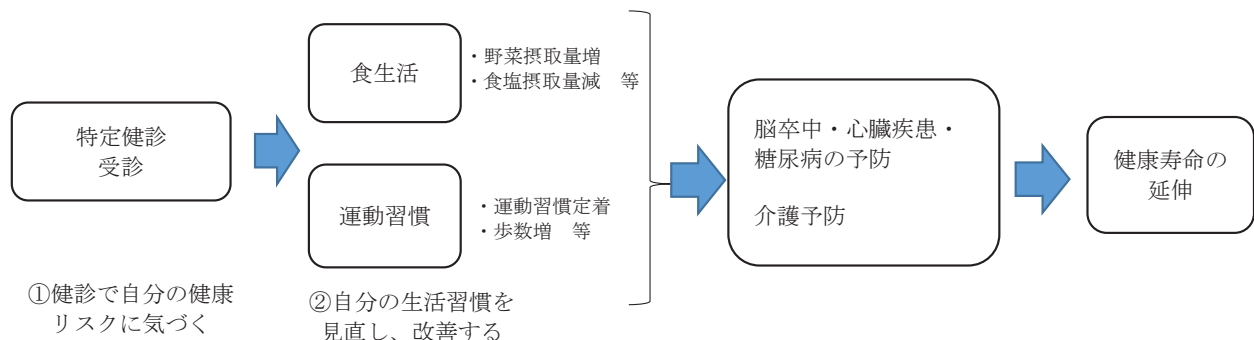 特定健診
受診
①健診で自分の健康
リスクに気づく
食生活
・野菜摂取量増
・食塩摂取量減　等
運動習慣
・運動習慣定着
・歩数増　等
②自分の生活習慣を
見直し、改善する
脳卒中・心臓疾患・
糖尿病の予防
介護予防
健康寿命の
延伸